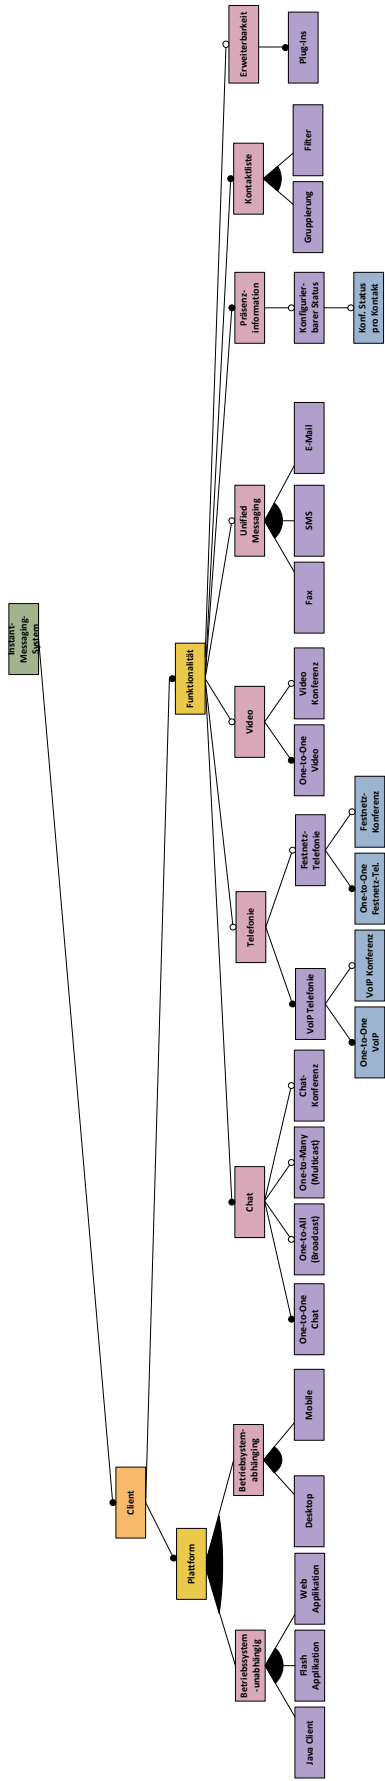 Instant-
Messaging-
System
Client
Plattform
Funktionalität
Betriebssystem
-unabhängig
Betriebsystem-
abhänging
Chat
Telefonie
Video
Unified
Messaging
Präsenz-
information
Kontaktliste
Erweiterbarkeit
Java Client
Flash
Applikation
Web
Applikation
Desktop
Mobile
One-to-One
Chat
One-to-All
(Broadcast)
One-to-Many
(Multicast)
Chat-
Konferenz
VoIP Telefonie
Festnetz-
Telefonie
One-to-One
Video
Video
Konferenz
Fax
SMS
E-Mail
Konfigurier-
barer Status
Gruppierung
Filter
Plug-Ins
One-to-One
VoIP
VoIP Konferenz
One-to-One
Festnetz-Tel.
Festnetz-
Konferenz
Konf. Status
pro Kontakt